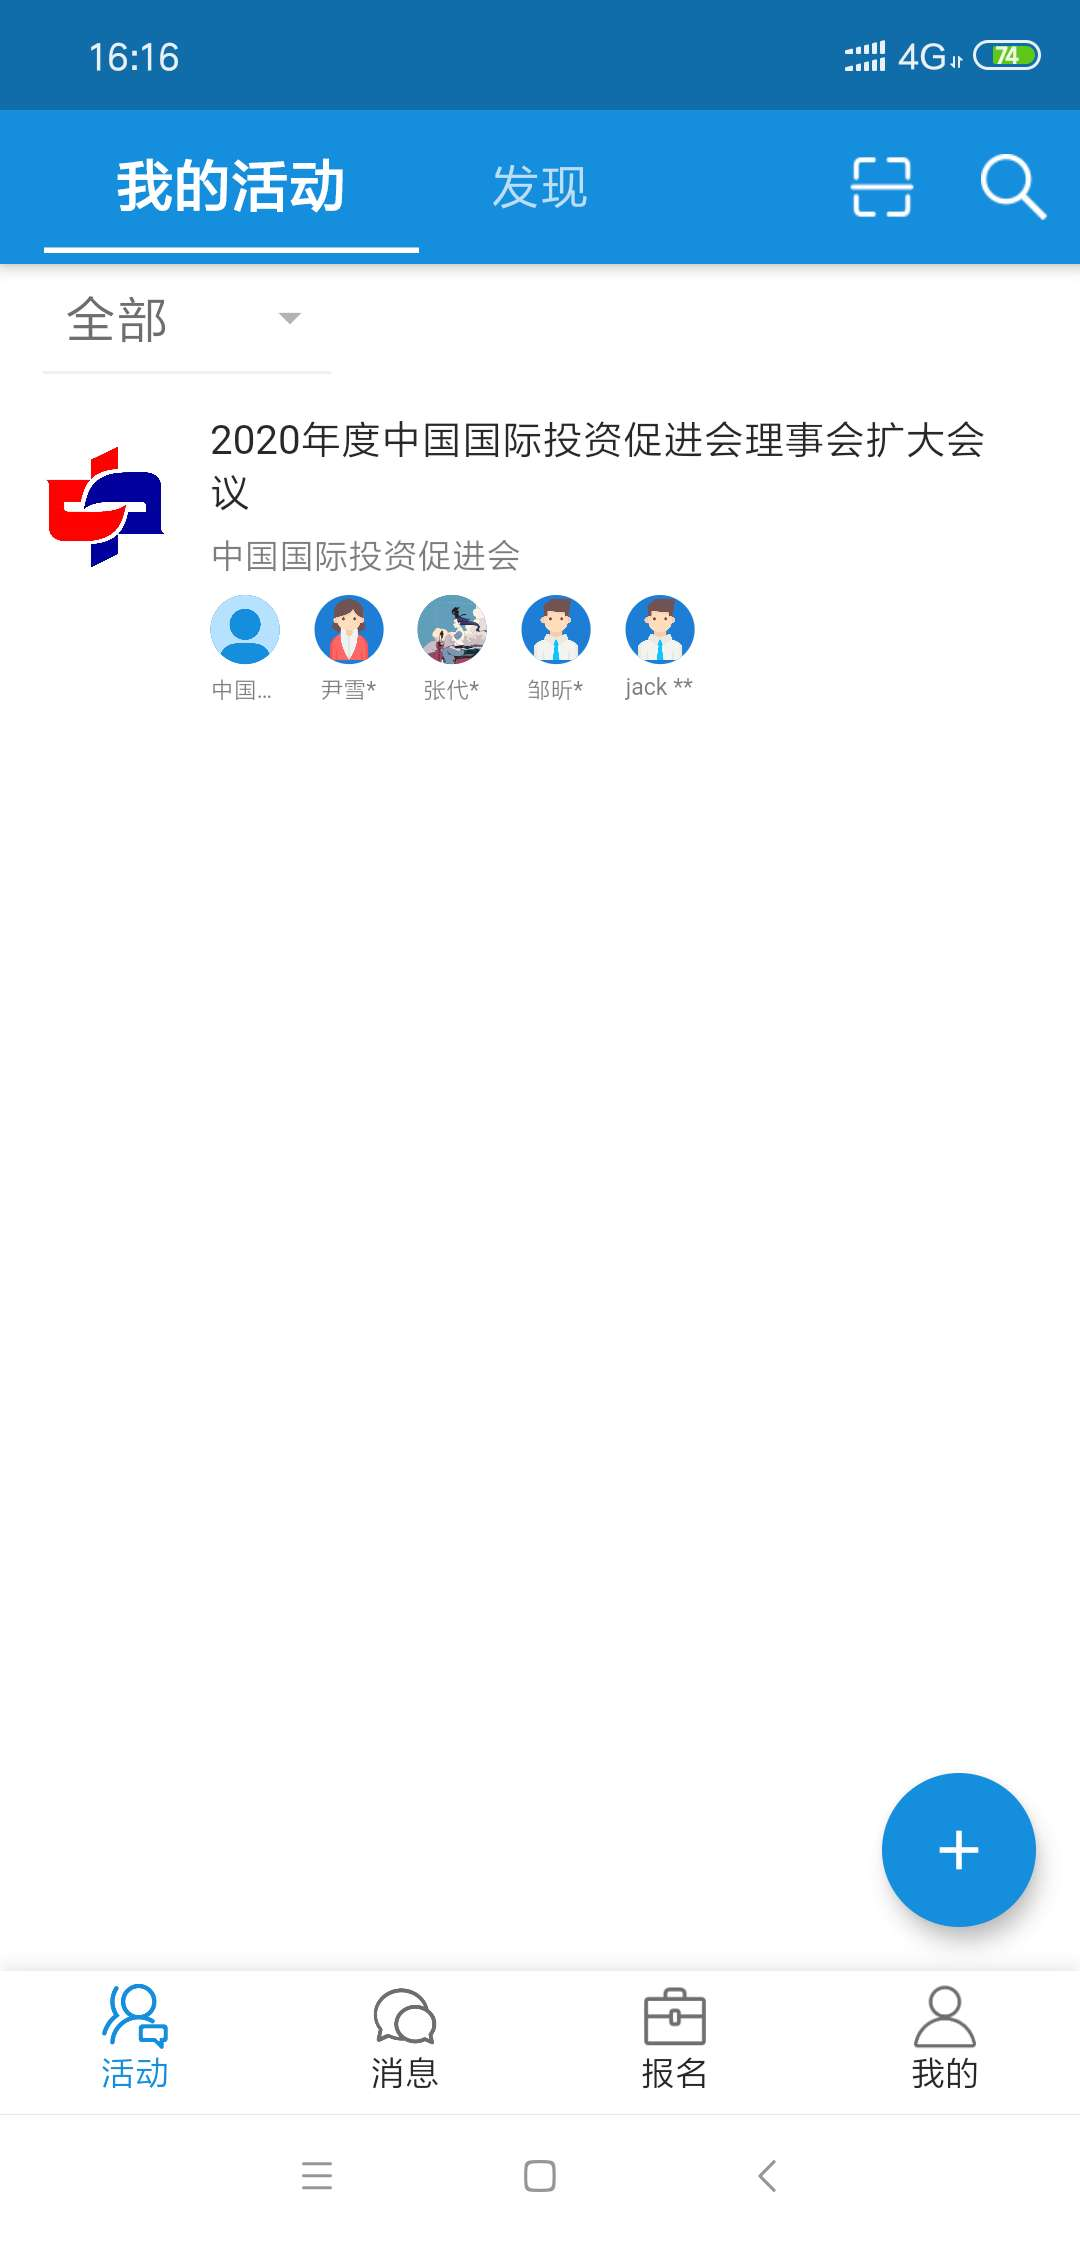 16:16
4G
74
我的活动
发现
全部
2020年度中国国际投资促进会理事会扩大会
议
中国国际投资促进会
中国...
尹雪*
张代*
邹昕*
jack **
活动
消息
报名
我的